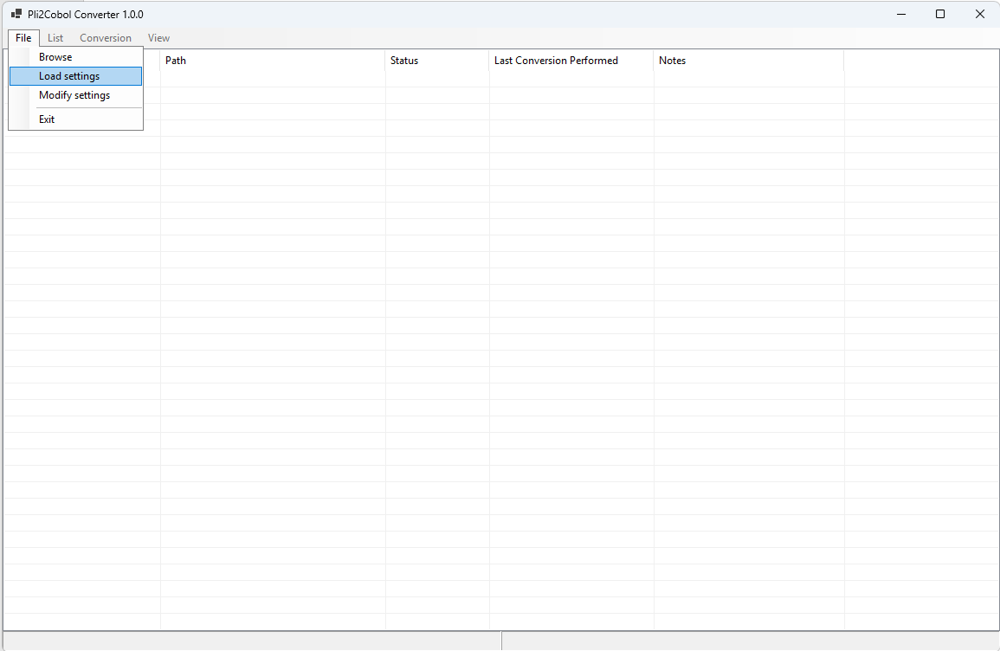 Pli2Cobol Converter 1.0.0
File List Conversion View
Browse
Load settings
Modify settings
Exit
Path Status Last Conversion Performed Notes